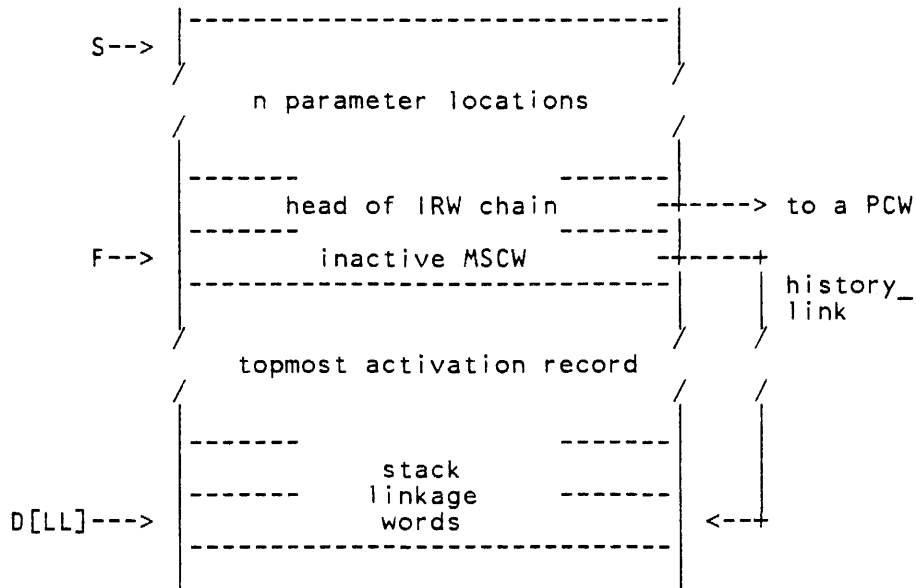 S-->
n parameter locations
head of IRW chain
----> to a PCW
F-->
inactive MSCW
history_
link
topmost activation record
stack
linkage
D[LL]--->
words
<---